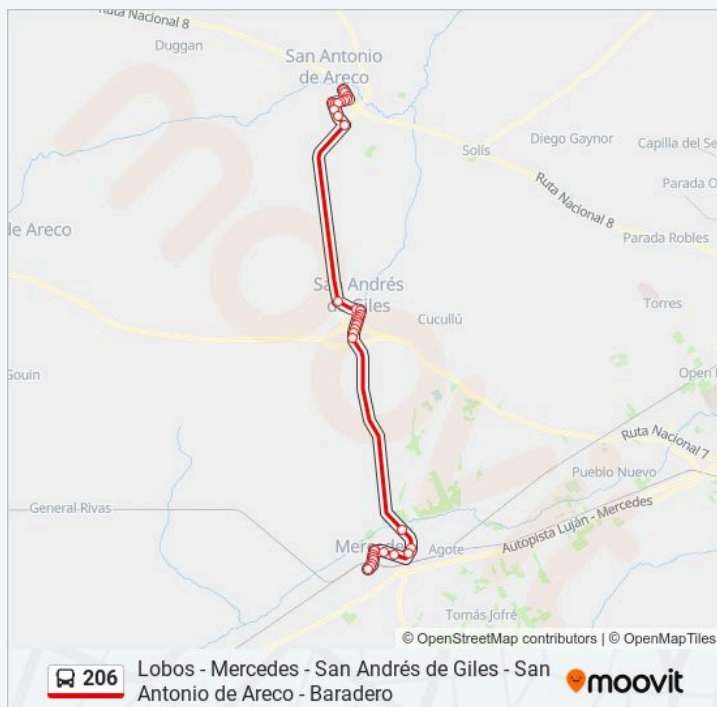 Ruta Nacional 8
Duggan
San Antonio
de Areco
Diego Gaynor
Capilla del Se
Solís
Parada O
Ruta Nacional 8
de Areco
Parada Robles
San Andrés
de Giles
Torres
Cucullú
Gouin
Open
Ruta Nacional 7
Pueblo Nuevo
General Rivas
Autopista Luján - Mercedes
Mercedes
Agote
Tomás Jofré
© OpenStreetMap contributors | © OpenMapTiles
206
Lobos - Mercedes - San Andrés de Giles - San
Antonio de Areco - Baradero
moovit